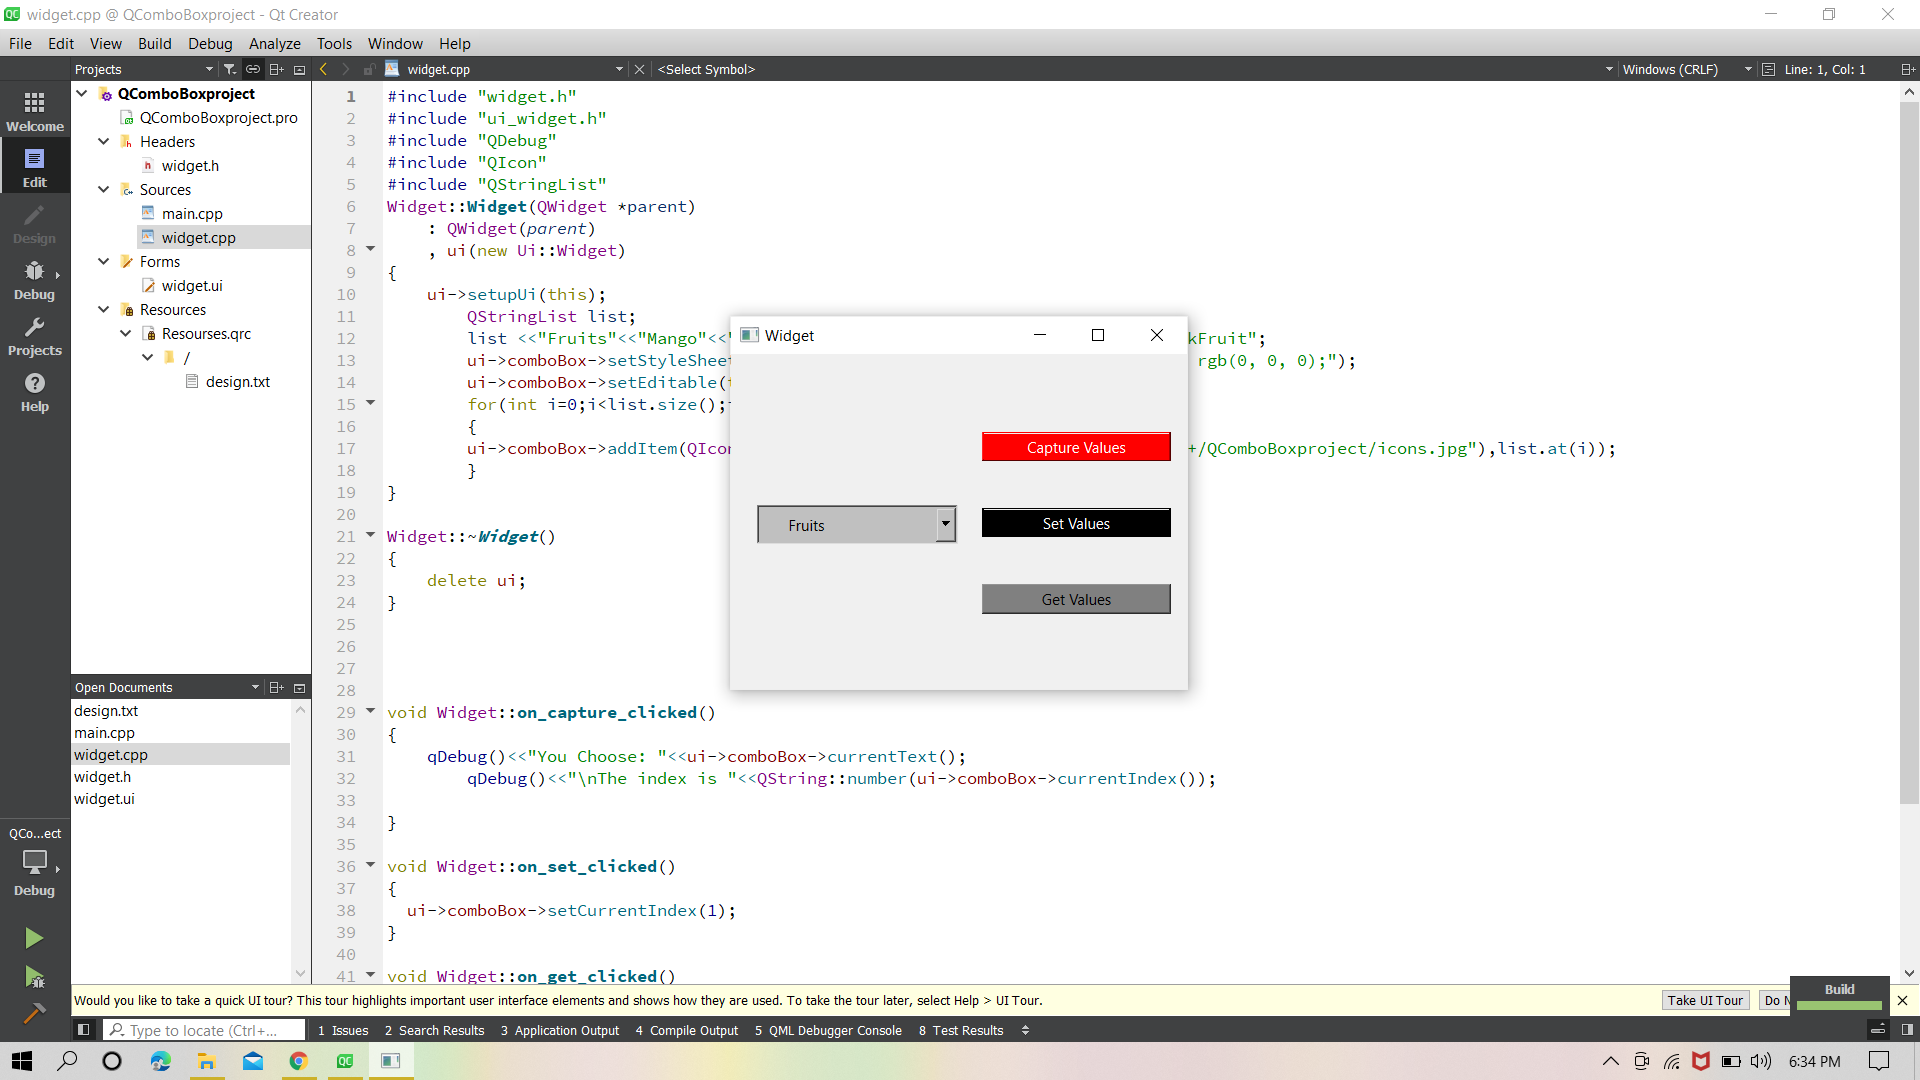 widget.cpp @ QComboBoxproject - Qt Creator
File Edit View Build Debug Analyze Tools Window Help
Projects
widget.cpp
<Select Symbol>
Windows (CRLF)
Line: 1, Col: 1
Welcome
Edit
Design
Debug
Projects
Help
QComboBoxproject
QComboBoxproject.pro
Headers
widget.h
Sources
main.cpp
widget.cpp
Forms
widget.ui
Resources
Resourses.qrc
/
design.txt
1 #include "widget.h"
2 #include "ui_widget.h"
3 #include "QDebug"
4 #include "QIcon"
5 #include "QStringList"
6 Widget::Widget(QWidget *parent)
7 : QWidget(parent)
8 , ui(new Ui::Widget)
9 {
10 ui->setupUi(this);
11 QStringList list;
12 list <<"Fruits"<<"Mango"<<" kFruit";
13 ui->comboBox->setStyleShee rgb(0, 0, 0);");
14 ui->comboBox->setEditable(
15 for(int i=0;i<list.size();
16 {
17 ui->comboBox->addItem(QIco +/QComboBoxproject/icons.jpg"),list.at(i));
18 }
19 }
20
21 Widget::~Widget()
22 {
23 delete ui;
24 }
25
26
27
28
29 void Widget::on_capture_clicked()
30 {
31 qDebug()<<"You Choose: "<<ui->comboBox->currentText();
32 qDebug()<<"\nThe index is "<<QString::number(ui->comboBox->currentIndex());
33
34 }
35
36 void Widget::on_set_clicked()
37 {
38 ui->comboBox->setCurrentIndex(1);
39 }
40
41 void Widget::on_get_clicked()
Widget
Capture Values
Fruits
Set Values
Get Values
Open Documents
design.txt
main.cpp
widget.cpp
widget.h
widget.ui
QCo...ect
Debug
Would you like to take a quick UI tour? This tour highlights important user interface elements and shows how they are used. To take the tour later, select Help > UI Tour.
Take UI Tour
Do N
Build
Type to locate (Ctrl+...
1 Issues
2 Search Results
3 Application Output
4 Compile Output
5 QML Debugger Console
8 Test Results
6:34 PM